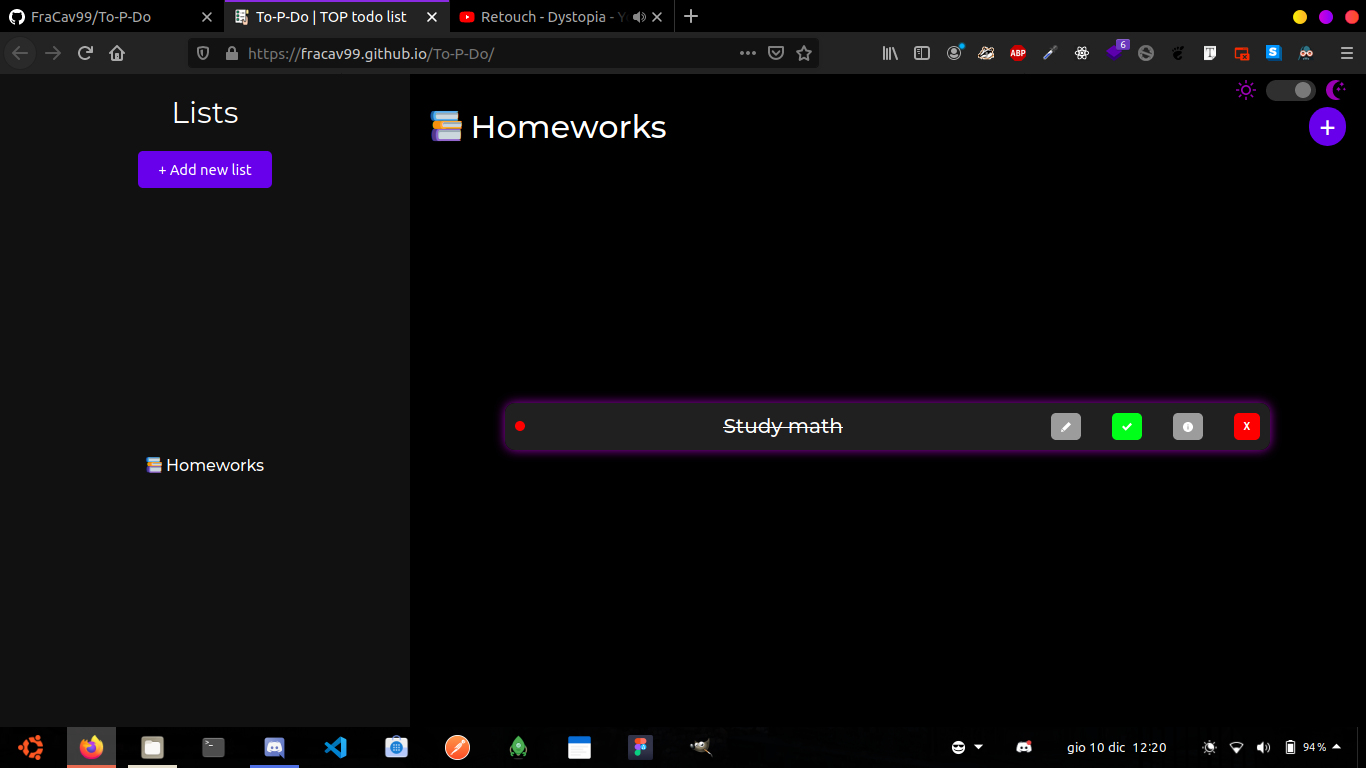 FraCav99/To-P-Do
To-P-Do | TOP todo list
Retouch - Dystopia - Y
https://fracav99.github.io/To-P-Do/
ABP
6
T
S
Lists
+ Add new list
📚 Homeworks
📚 Homeworks
+
Study math
X
gio 10 dic 12:20
94 %